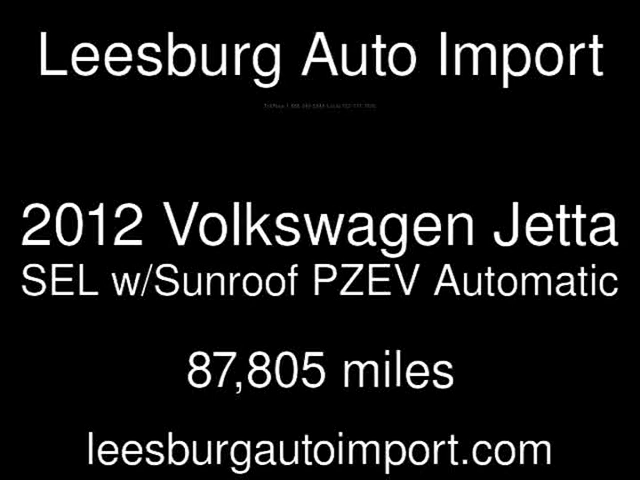 Leesburg Auto Import
2012 Volkswagen Jetta
SEL w/Sunroof PZEV Automatic
87,805 miles
leesburgautoimport.com